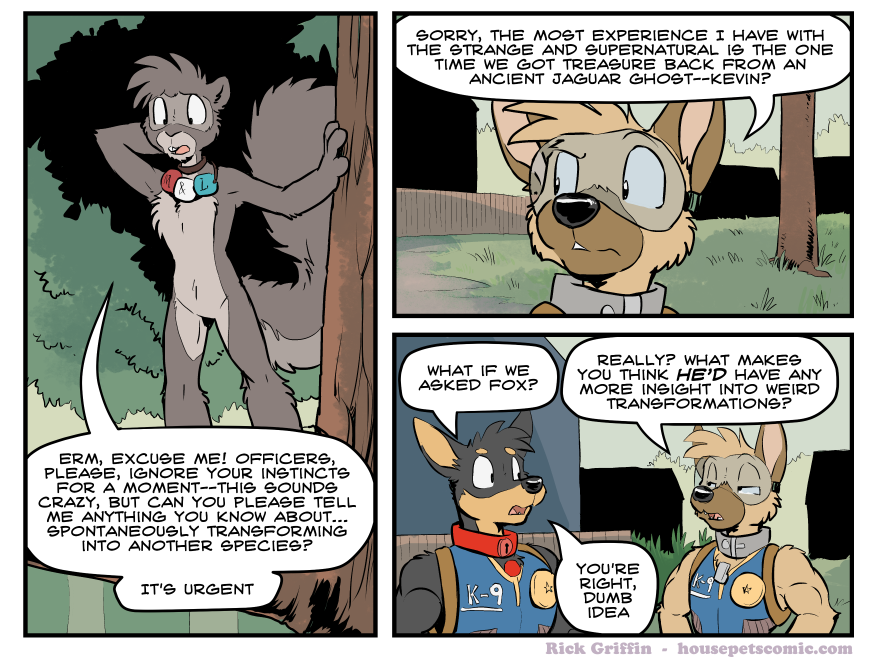 & L
ERM, EXCUSE ME! OFFICERS,
PLEASE, IGNORE YOUR INSTINCTS
FOR A MOMENT--THIS SOUNDS
CRAZY, BUT CAN YOU PLEASE TELL
ME ANYTHING YOU KNOW ABOUT...
SPONTANEOUSLY TRANSFORMING
INTO ANOTHER SPECIES?
IT'S URGENT
SORRY, THE MOST EXPERIENCE I HAVE WITH
THE STRANGE AND SUPERNATURAL IS THE ONE
TIME WE GOT TREASURE BACK FROM AN
ANCIENT JAGUAR GHOST--KEVIN?
WHAT IF WE
ASKED FOX?
REALLY? WHAT MAKES
YOU THINK HE'D HAVE ANY
MORE INSIGHT INTO WEIRD
TRANSFORMATIONS?
YOU'RE
RIGHT,
DUMB
IDEA
K-9
K-9
Rick Griffin - housepetscomic.com